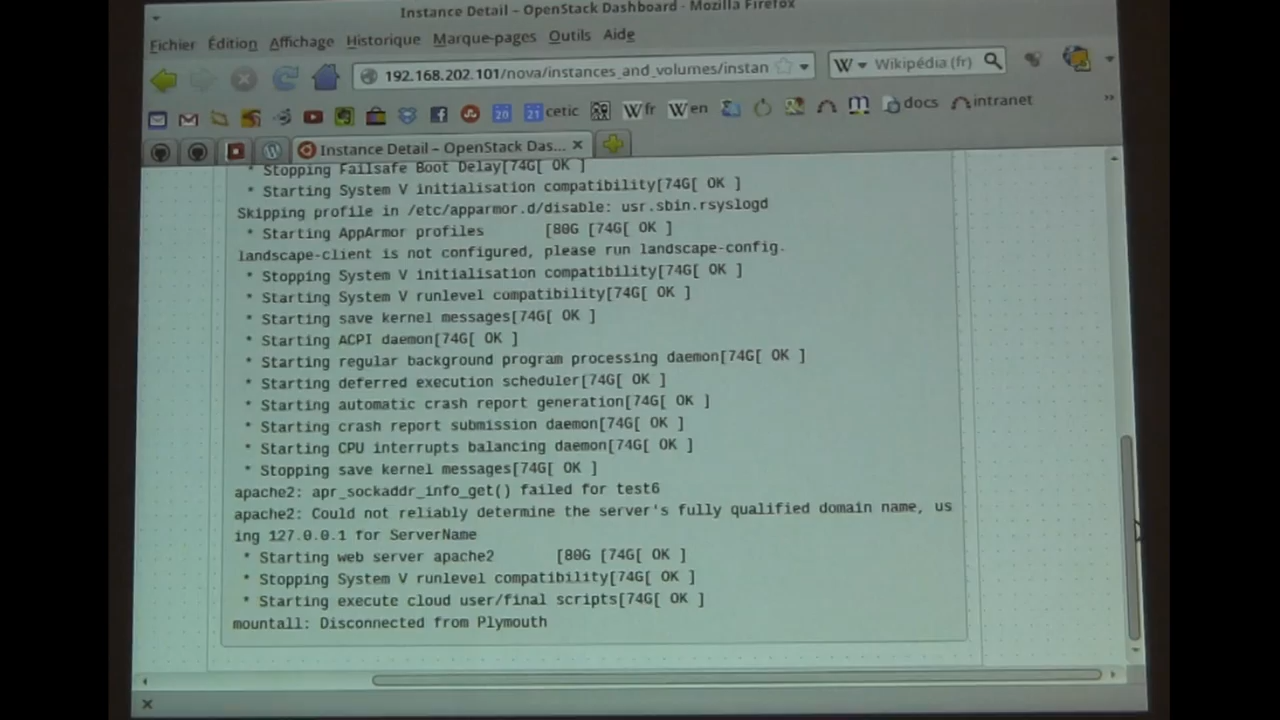 Instance Detail – OpenStack Dashboard - Mozilla Firefox
Fichier Édition Affichage Historique Marque-pages Outils Aide
192.168.202.101/nova/instances_and_volumes/instan W Wikipédia (fr)
20 21 cetic W fr W en m docs intranet »
Instance Detail – OpenStack Das... ×
* Stopping Failsafe Boot Delay[74G[ OK ]
* Starting System V initialisation compatibility[74G[ OK ]
Skipping profile in /etc/apparmor.d/disable: usr.sbin.rsyslogd
* Starting AppArmor profiles [80G [74G[ OK ]
landscape-client is not configured, please run landscape-config.
* Stopping System V initialisation compatibility[74G[ OK ]
* Starting System V runlevel compatibility[74G[ OK ]
* Starting save kernel messages[74G[ OK ]
* Starting ACPI daemon[74G[ OK ]
* Starting regular background program processing daemon[74G[ OK ]
* Starting deferred execution scheduler[74G[ OK ]
* Starting automatic crash report generation[74G[ OK ]
* Starting crash report submission daemon[74G[ OK ]
* Starting CPU interrupts balancing daemon[74G[ OK ]
* Stopping save kernel messages[74G[ OK ]
apache2: apr_sockaddr_info_get() failed for test6
apache2: Could not reliably determine the server's fully qualified domain name, us
ing 127.0.0.1 for ServerName
* Starting web server apache2 [80G [74G[ OK ]
* Stopping System V runlevel compatibility[74G[ OK ]
* Starting execute cloud user/final scripts[74G[ OK ]
mountall: Disconnected from Plymouth